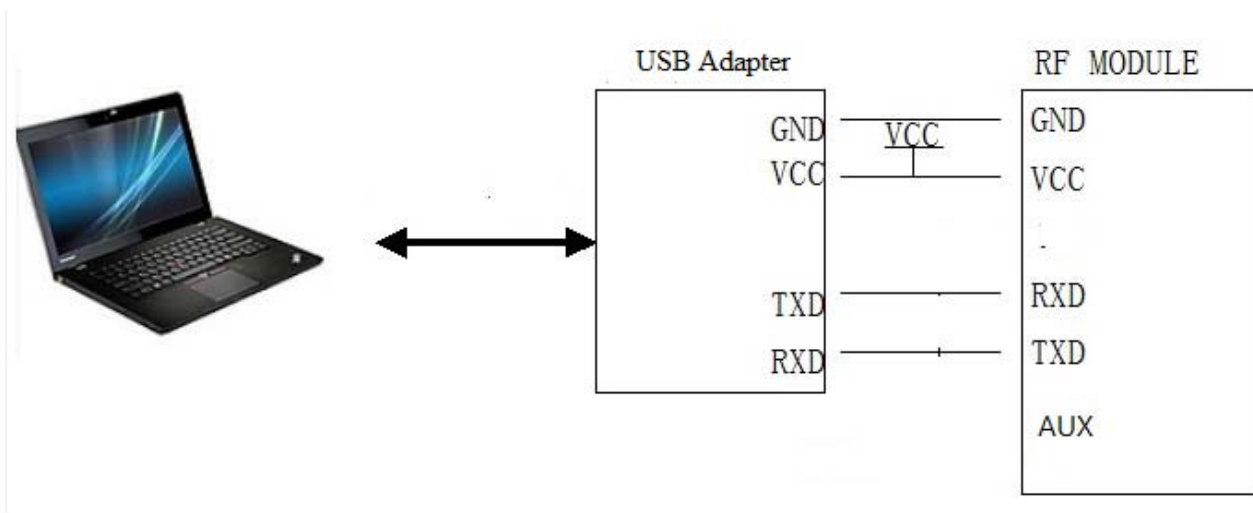 USB Adapter
RF MODULE
GND
VCC
VCC
TXD
RXD
GND
VCC
RXD
TXD
AUX